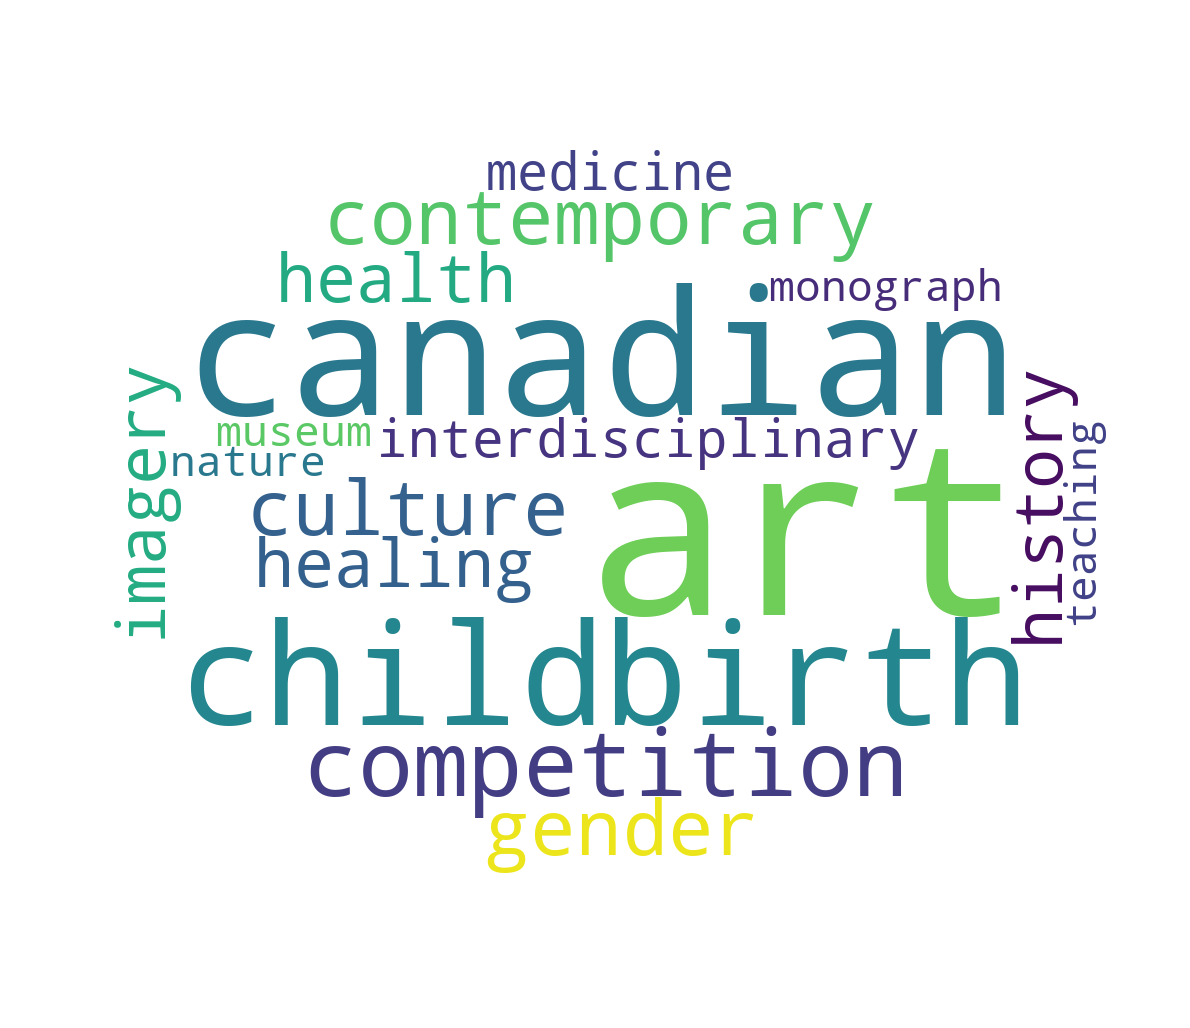 medicine
contemporary
health
monograph
canadian
imagery
museum
interdisciplinary
history
teaching
nature
culture
art
healing
childbirth
competition
gender